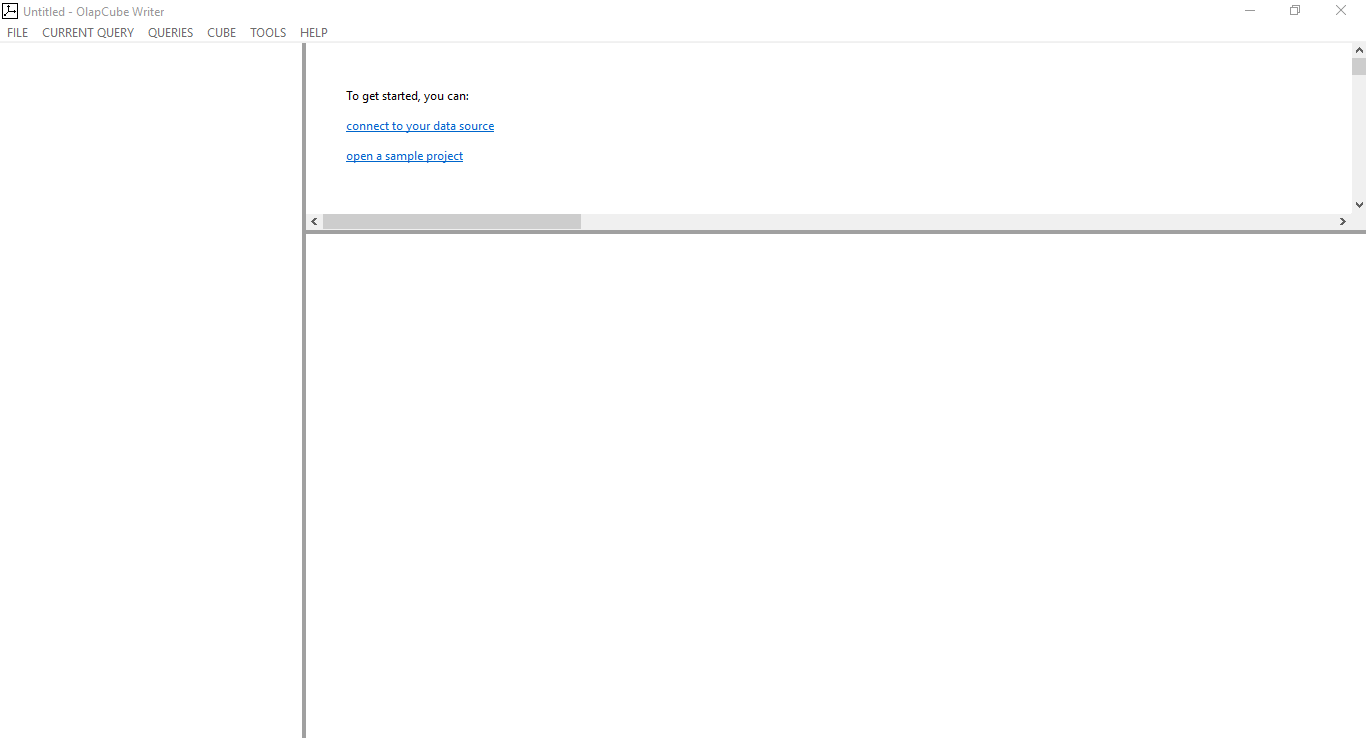 Untitled - OlapCube Writer
FILE CURRENT QUERY QUERIES CUBE TOOLS HELP
To get started, you can:
connect to your data source
open a sample project